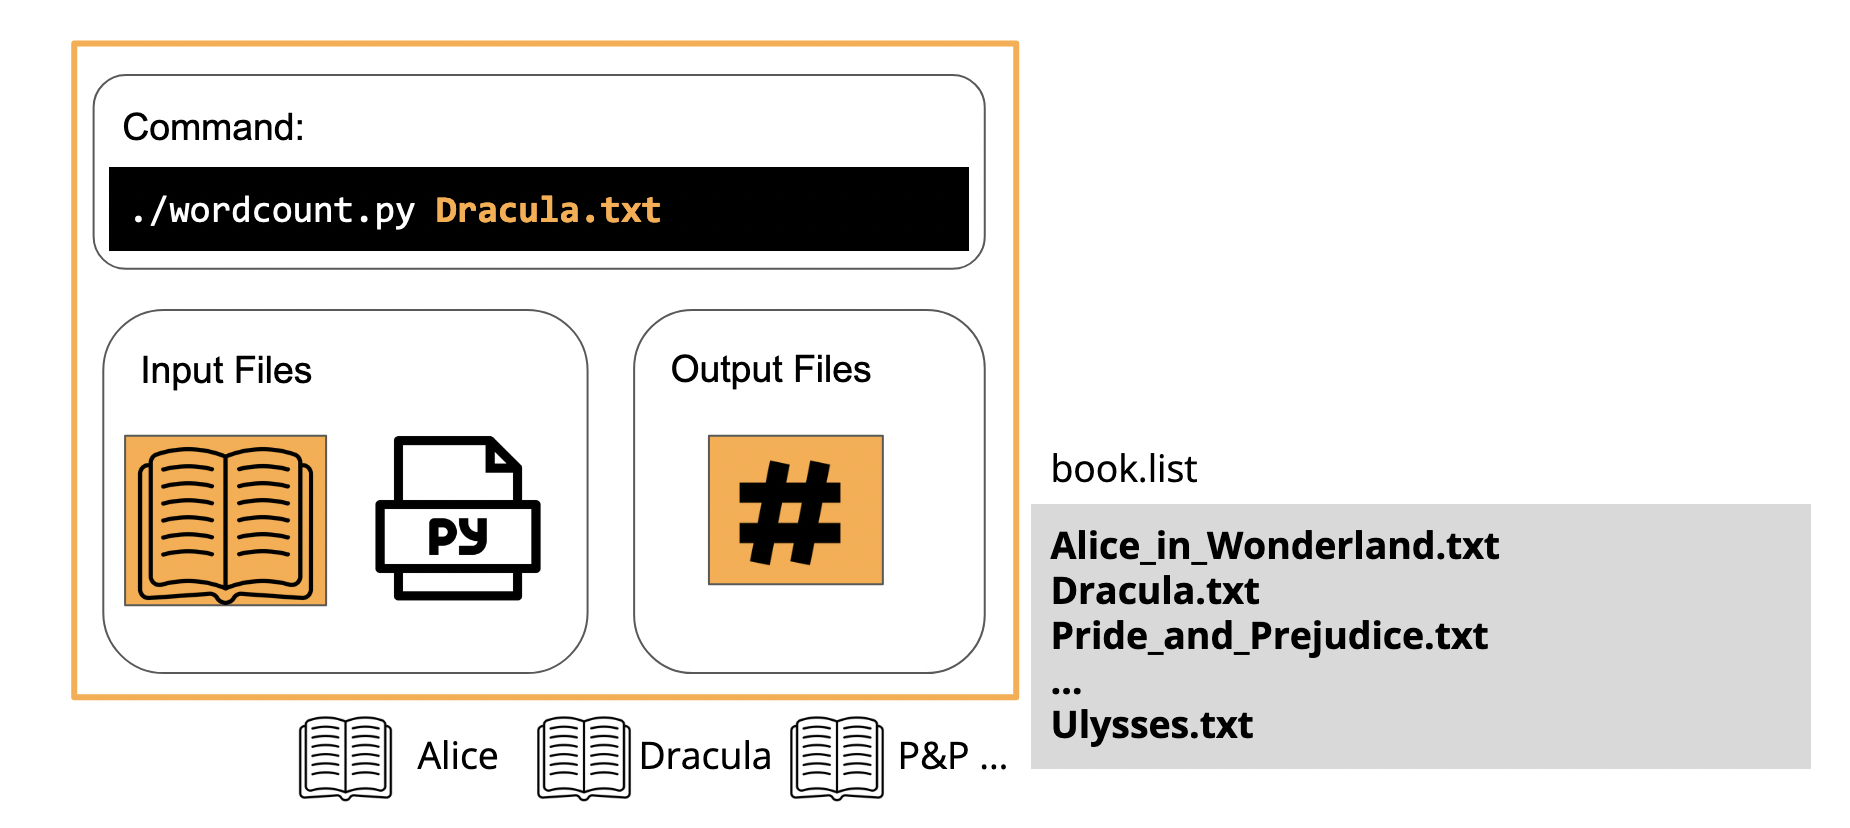 Command:
./wordcount.py Dracula.txt
Input Files
PY
Output Files
#
book.list
Alice_in_Wonderland.txt
Dracula.txt
Pride_and_Prejudice.txt
...
Ulysses.txt
Alice
Dracula
P&P ...